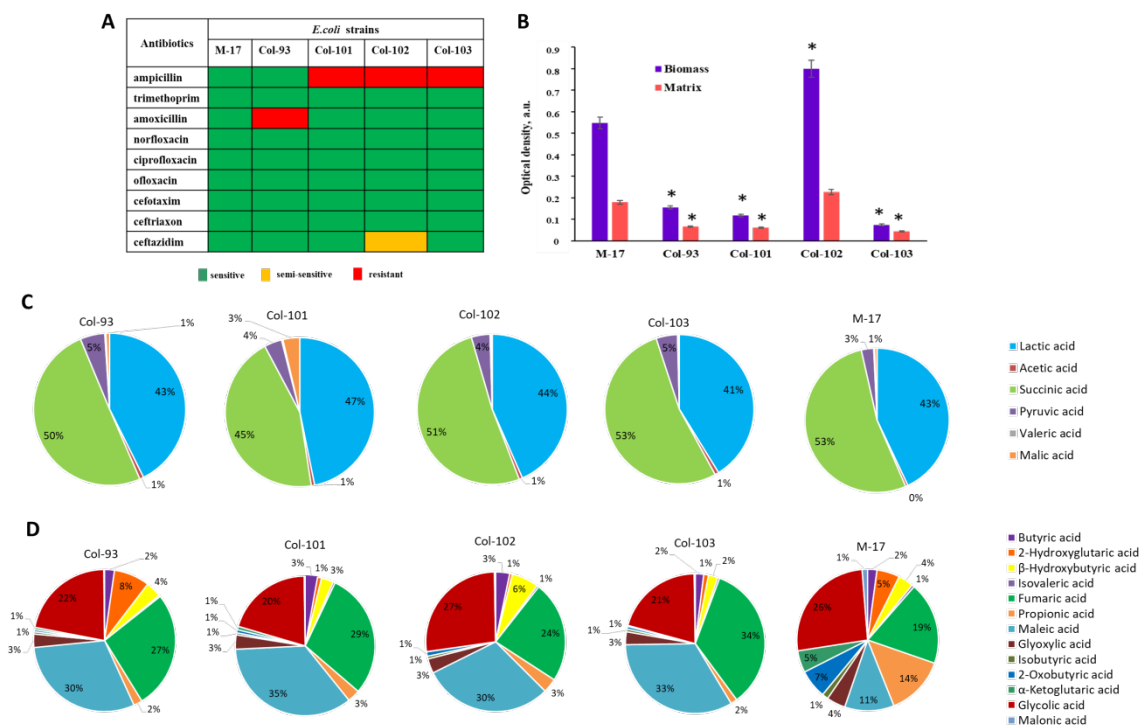 A
Antibiotics
E.coli strains
M-17 Col-93 Col-101 Col-102 Col-103
ampicillin
trimethoprim
amoxicillin
norfloxacin
ciprofloxacin
ofloxacin
cefotaxim
ceftriaxon
ceftazidim
sensitive semi-sensitive resistant
B
Optical density, a.u.
0.9
0.8
0.7
0.6
0.5
0.4
0.3
0.2
0.1
0
Biomass
Matrix
* * * * * * *
M-17 Col-93 Col-101 Col-102 Col-103
C
Col-93
1%
5%
43%
50%
1%
Col-101
3%
4%
47%
45%
1%
Col-102
4%
44%
51%
1%
Col-103
5%
41%
53%
1%
M-17
3% 1%
43%
53%
0%
Lactic acid
Acetic acid
Succinic acid
Pyruvic acid
Valeric acid
Malic acid
D
Col-93
2%
8%
4%
22%
1%
1%
3%
27%
30%
2%
Col-101
3% 1% 3%
20%
1%
1%
1%
3%
29%
35%
3%
Col-102
3% 1%
6%
1%
27%
24%
1%
3%
30%
3%
Col-103
2% 1% 2%
21%
34%
1%
1%
3%
33%
2%
M-17
1% 2%
5%
4%
1%
26%
19%
5%
7%
14%
1%
4%
11%
Butyric acid
2-Hydroxyglutaric acid
β-Hydroxybutyric acid
Isovaleric acid
Fumaric acid
Propionic acid
Maleic acid
Glyoxylic acid
Isobutyric acid
2-Oxobutyric acid
α-Ketoglutaric acid
Glycolic acid
Malonic acid